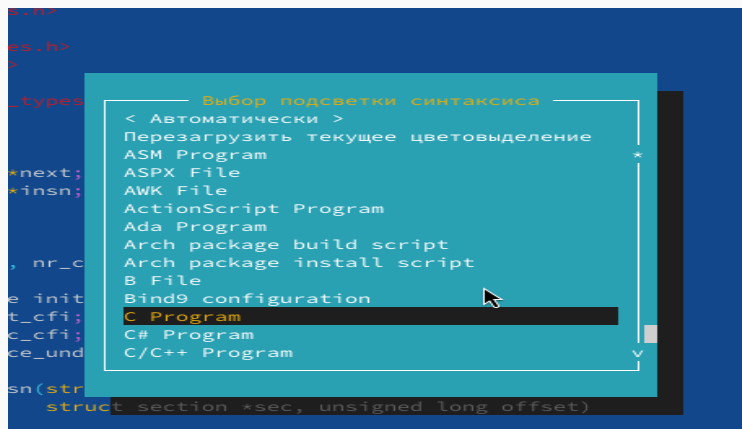 s.h>
es.h>
>
_types
Выбор подсветки синтаксиса
< Автоматически >
Перезагрузить текущее цветовыделение
ASM Program
*
*next;
ASPX File
*insn;
AWK File
ActionScript Program
Ada Program
Arch package build script
, nr_c
Arch package install script
B File
e init
Bind9 configuration
t_cfi;
C Program
c_cfi;
C# Program
ce_und
C/C++ Program
v
sn(str
struct section *sec, unsigned long offset)